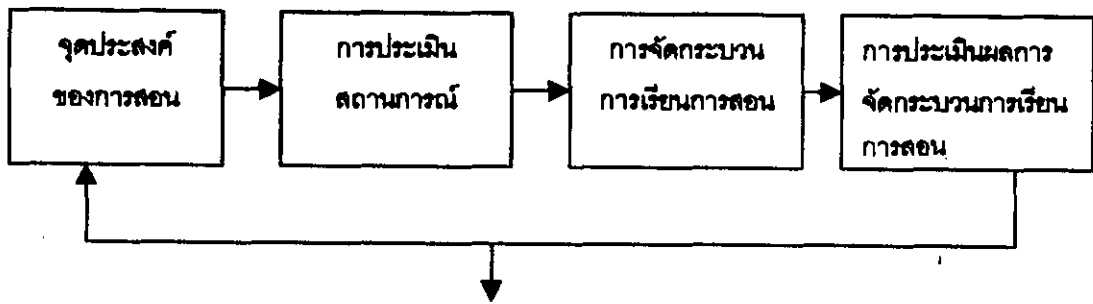 จุดประสงค์
ของการสอน
การประเมิน
สถานการณ์
การจัดกระบวน
การเรียนการสอน
การประเมินผลการ
จัดกระบวนการเรียน
การสอน